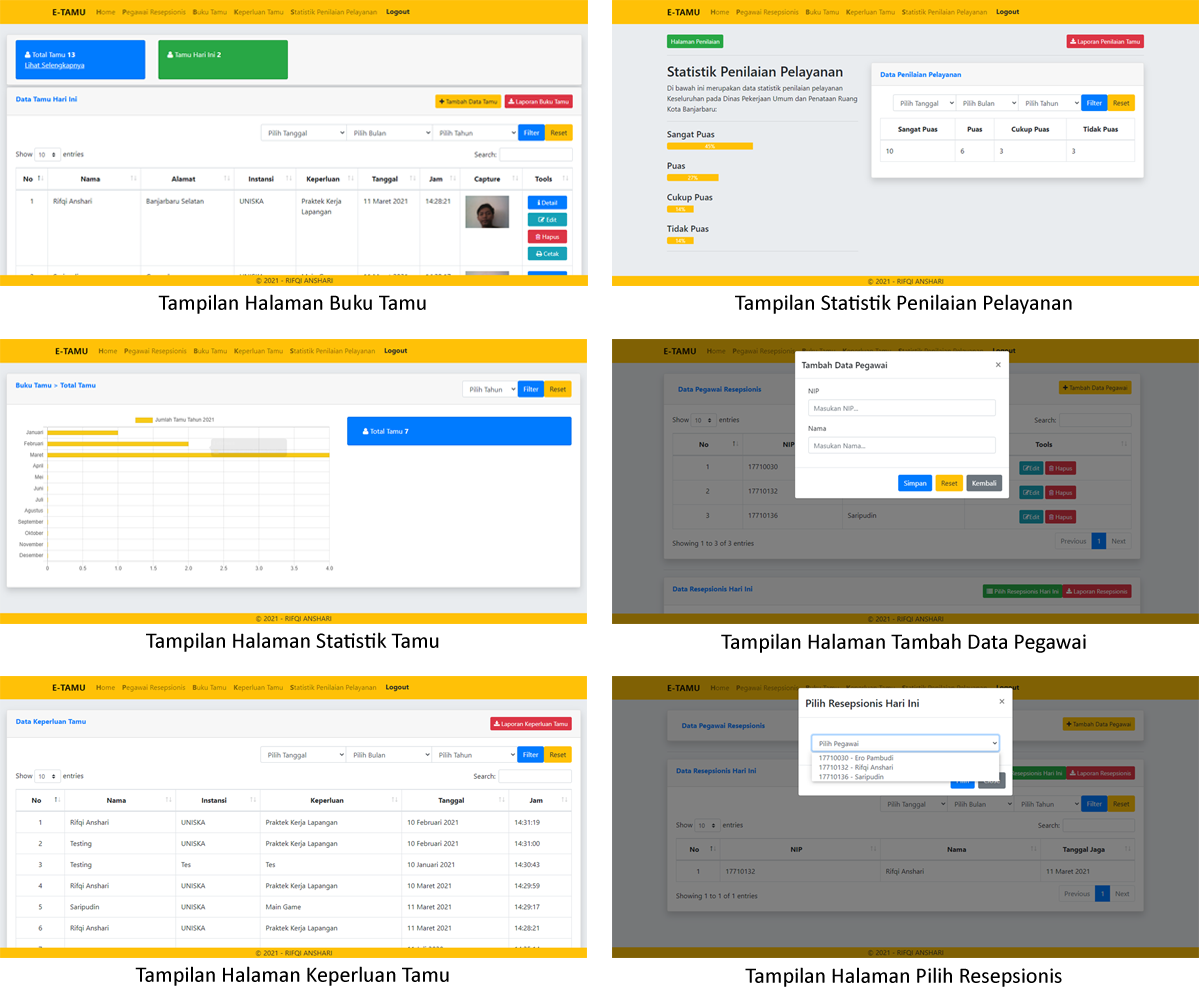 E-TAMU Home Pegawai Resepsionis Buku Tamu Keperluan Tamu Statistik Penilaian Pelayanan Logout
Total Tamu 13
Lihat Selengkapnya
Tamu Hari Ini 2
Data Tamu Hari Ini
Tambah Data Tamu Laporan Buku Tamu
Pilih Tanggal Pilih Bulan Pilih Tahun Filter Reset
Show 10 entries Search:
No Nama Alamat Instansi Keperluan Tanggal Jam Capture Tools
1 Rifqi Anshari Banjarbaru Selatan UNISKA Praktek Kerja 11 Maret 2021 14:28:21 Detail
Lapangan
Edit
Hapus
Cetak
© 2021 - RIFQI ANSHARI
Tampilan Halaman Buku Tamu
E-TAMU Home Pegawai Resepsionis Buku Tamu Keperluan Tamu Statistik Penilaian Pelayanan Logout
Halaman Penilaian Laporan Penilaian Tamu
Statistik Penilaian Pelayanan
Di bawah ini merupakan data statistik penilaian pelayanan
Keseluruhan pada Dinas Pekerjaan Umum dan Penataan Ruang
Kota Banjarbaru:
Sangat Puas
45%
Puas
27%
Cukup Puas
14%
Tidak Puas
14%
Data Penilaian Pelayanan
Pilih Tanggal Pilih Bulan Pilih Tahun Filter Reset
Sangat Puas Puas Cukup Puas Tidak Puas
10 6 3 3
© 2021 - RIFQI ANSHARI
Tampilan Statistik Penilaian Pelayanan
E-TAMU Home Pegawai Resepsionis Buku Tamu Keperluan Tamu Statistik Penilaian Pelayanan Logout
Buku Tamu > Total Tamu
Pilih Tahun Filter Reset
Jumlah Tamu Tahun 2021
Januari
Februari
Maret
April
Mei
Juni
Juli
Agustus
September
Oktober
November
Desember
0 0.5 1.0 1.5 2.0 2.5 3.0 3.5 4.0
Total Tamu 7
© 2021 - RIFQI ANSHARI
Tampilan Halaman Statistik Tamu
E-TAMU Home Pegawai Resepsionis Logout
Tambah Data Pegawai ×
NIP
Masukan NIP...
Nama
Masukan Nama...
Simpan Reset Kembali
Data Pegawai Resepsionis Tambah Data Pegawai
Show 10 entries Search:
No NIP Tools
1 17710030 Edit Hapus
2 17710132 Edit Hapus
3 17710136 Saripudin Edit Hapus
Showing 1 to 3 of 3 entries Previous 1 Next
Data Resepsionis Hari Ini Pilih Resepsionis Hari Ini Laporan Resepsionis
© 2021 - RIFQI ANSHARI
Tampilan Halaman Tambah Data Pegawai
E-TAMU Home Pegawai Resepsionis Buku Tamu Keperluan Tamu Statistik Penilaian Pelayanan Logout
Data Keperluan Tamu Laporan Keperluan Tamu
Pilih Tanggal Pilih Bulan Pilih Tahun Filter Reset
Show 10 entries Search:
No Nama Instansi Keperluan Tanggal Jam
1 Rifqi Anshari UNISKA Praktek Kerja Lapangan 10 Februari 2021 14:31:19
2 Testing UNISKA Praktek Kerja Lapangan 10 Februari 2021 14:31:00
3 Testing Tes Tes 10 Januari 2021 14:30:43
4 Rifqi Anshari UNISKA Praktek Kerja Lapangan 10 Maret 2021 14:29:59
5 Saripudin UNISKA Main Game 11 Maret 2021 14:29:17
6 Rifqi Anshari UNISKA Praktek Kerja Lapangan 11 Maret 2021 14:28:21
© 2021 - RIFQI ANSHARI
Tampilan Halaman Keperluan Tamu
E-TAMU Home Pegawai Resepsionis Logout
Pilih Resepsionis Hari Ini ×
Pilih Pegawai
17710030 - Ero Pambudi
17710132 - Rifqi Anshari
17710136 - Saripudin
Data Pegawai Resepsionis Tambah Data Pegawai
Data Resepsionis Hari Ini Resepsionis Hari Ini Laporan Resepsionis
Pilih Tanggal Pilih Bulan Pilih Tahun Filter Reset
Show 10 entries Search:
No NIP Nama Tanggal Jaga
1 17710132 Rifqi Anshari 11 Maret 2021
Showing 1 to 1 of 1 entries Previous 1 Next
© 2021 - RIFQI ANSHARI
Tampilan Halaman Pilih Resepsionis